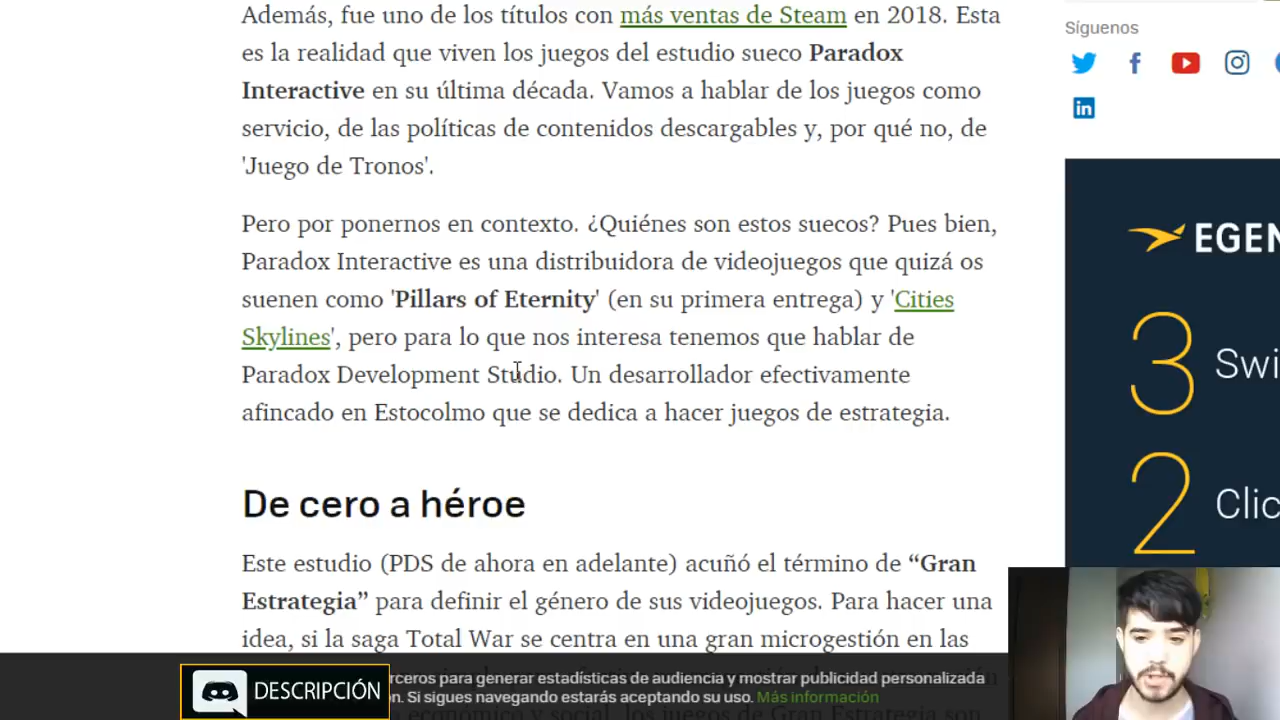 Además, fue uno de los títulos con más ventas de Steam en 2018. Esta
es la realidad que viven los juegos del estudio sueco Paradox
Interactive en su última década. Vamos a hablar de los juegos como
servicio, de las políticas de contenidos descargables y, por qué no, de
'Juego de Tronos'.
Pero por ponernos en contexto. ¿Quiénes son estos suecos? Pues bien,
Paradox Interactive es una distribuidora de videojuegos que quizá os
suenen como 'Pillars of Eternity' (en su primera entrega) y 'Cities
Skylines', pero para lo que nos interesa tenemos que hablar de
Paradox Development Studio. Un desarrollador efectivamente
afincado en Estocolmo que se dedica a hacer juegos de estrategia.
De cero a héroe
Este estudio (PDS de ahora en adelante) acuñó el término de “Gran
Estrategia” para definir el género de sus videojuegos. Para hacer una
idea, si la saga Total War se centra en una gran microgestión en las
Síguenos
EGEN
3 Swi
2 Clic
erceros para generar estadísticas de audiencia y mostrar publicidad personalizada
n. Si sigues navegando estarás aceptando su uso. Más información
DESCRIPCIÓN